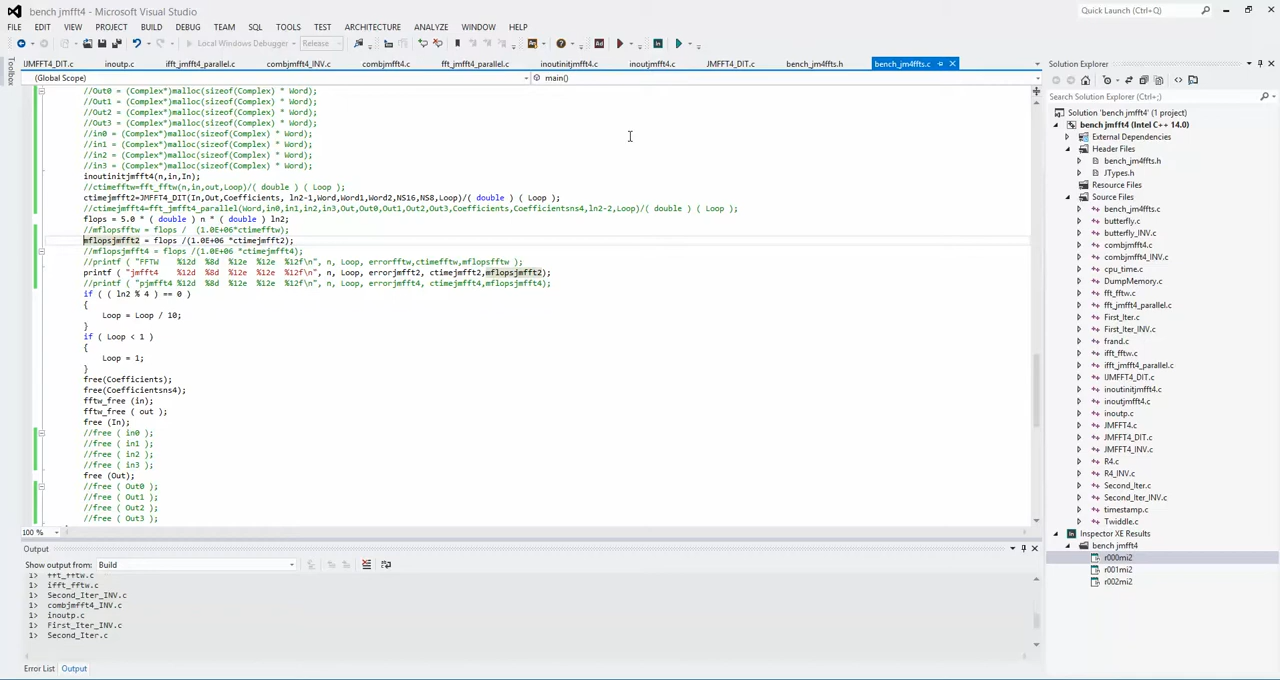 bench jmfft4 - Microsoft Visual Studio
Quick Launch (Ctrl+Q)
FILE EDIT VIEW PROJECT BUILD DEBUG TEAM SQL TOOLS TEST ARCHITECTURE ANALYZE WINDOW HELP
Local Windows Debugger Release
Toolbox
IJMFFT4_DIT.c inoutp.c ifft_jmfft4_parallel.c combjmfft4_INV.c combjmfft4.c fft_jmfft4_parallel.c inoutinitjmfft4.c inoutjmfft4.c JMFFT4_DIT.c bench_jm4ffts.h bench_jm4ffts.c
(Global Scope) main()
//Out0 = (Complex*)malloc(sizeof(Complex) * Word);
//Out1 = (Complex*)malloc(sizeof(Complex) * Word);
//Out2 = (Complex*)malloc(sizeof(Complex) * Word);
//Out3 = (Complex*)malloc(sizeof(Complex) * Word);
//in0 = (Complex*)malloc(sizeof(Complex) * Word);
//in1 = (Complex*)malloc(sizeof(Complex) * Word);
//in2 = (Complex*)malloc(sizeof(Complex) * Word);
//in3 = (Complex*)malloc(sizeof(Complex) * Word);
inoutinitjmfft4(n,in,In);
//ctimefftw=fft_fftw(n,in,out,Loop)/( double ) ( Loop );
ctimejmfft2=JMFFT4_DIT(In,Out,Coefficients, ln2-1,Word,Word1,Word2,NS16,NS8,Loop)/( double ) ( Loop );
//ctimejmfft4=fft_jmfft4_parallel(Word,in0,in1,in2,in3,Out,Out0,Out1,Out2,Out3,Coefficients,Coefficientsns4,ln2-2,Loop)/( double ) ( Loop );
flops = 5.0 * ( double ) n * ( double ) ln2;
//mflopsfftw = flops / (1.0E+06*ctimefftw);
mflopsjmfft2 = flops /(1.0E+06 *ctimejmfft2);
//mflopsjmfft4 = flops /(1.0E+06 *ctimejmfft4);
//printf ( "FFTW %12d %8d %12e %12e %12f\n", n, Loop, errorfftw,ctimefftw,mflopsfftw );
printf ( "jmfft4 %12d %8d %12e %12e %12f\n", n, Loop, errorjmfft2, ctimejmfft2,mflopsjmfft2);
//printf ( "pjmfft4 %12d %8d %12e %12e %12f\n", n, Loop, errorjmfft4, ctimejmfft4,mflopsjmfft4);
if ( ( ln2 % 4 ) == 0 )
{
Loop = Loop / 10;
}
if ( Loop < 1 )
{
Loop = 1;
}
free(Coefficients);
free(Coefficientsns4);
fftw_free (in);
fftw_free ( out );
free (In);
//free ( in0 );
//free ( in1 );
//free ( in2 );
//free ( in3 );
free (Out);
//free ( Out0 );
//free ( Out1 );
//free ( Out2 );
//free ( Out3 );
100 %
Output
Show output from: Build
1> fft_fftw.c
1> ifft_fftw.c
1> Second_Iter_INV.c
1> combjmfft4_INV.c
1> inoutp.c
1> First_Iter_INV.c
1> Second_Iter.c
Error List Output
Solution Explorer
Search Solution Explorer (Ctrl+;)
Solution 'bench jmfft4' (1 project)
bench jmfft4 (Intel C++ 14.0)
External Dependencies
Header Files
bench_jm4ffts.h
JTypes.h
Resource Files
Source Files
bench_jm4ffts.c
butterfly.c
butterfly_INV.c
combjmfft4.c
combjmfft4_INV.c
cpu_time.c
DumpMemory.c
fft_fftw.c
fft_jmfft4_parallel.c
First_Iter.c
First_Iter_INV.c
frand.c
ifft_fftw.c
ifft_jmfft4_parallel.c
IJMFFT4_DIT.c
inoutinitjmfft4.c
inoutjmfft4.c
inoutp.c
JMFFT4.c
JMFFT4_DIT.c
JMFFT4_INV.c
R4.c
R4_INV.c
Second_Iter.c
Second_Iter_INV.c
timestamp.c
Twiddle.c
Inspector XE Results
bench jmfft4
r000mi2
r001mi2
r002mi2